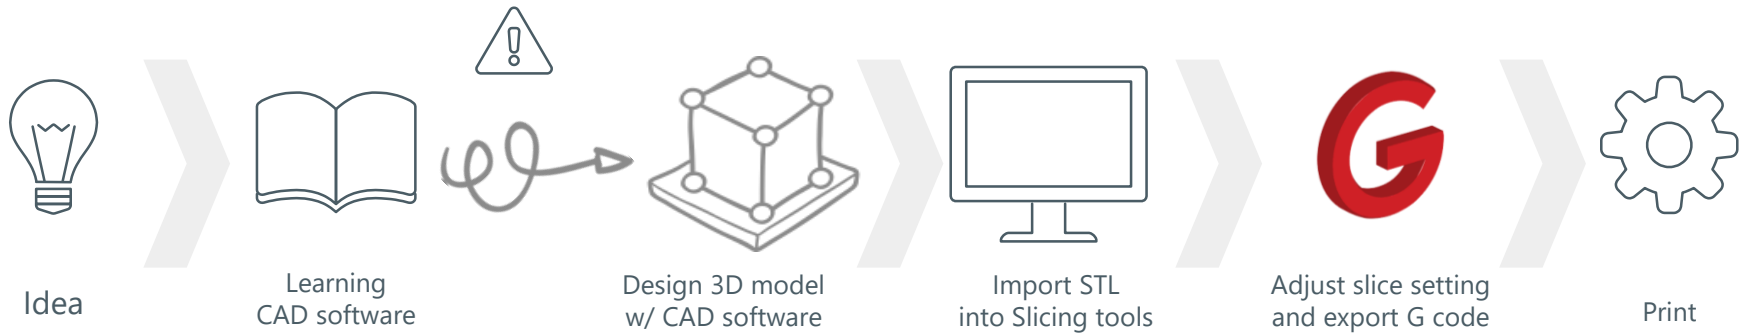 Idea
Learning
CAD software
Design 3D model
w/ CAD software
Import STL
into Slicing tools
G
Adjust slice setting
and export G code
Print